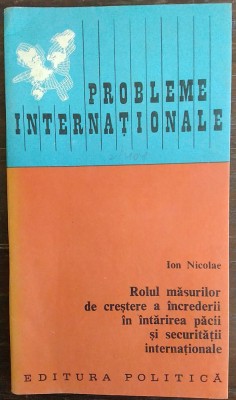 PROBLEME
INTERNAȚIONALE
Ion Nicolae
Rolul măsurilor
de creștere a încrederii
în întărirea păcii
și securității
internaționale
EDITURA POLITICĂ